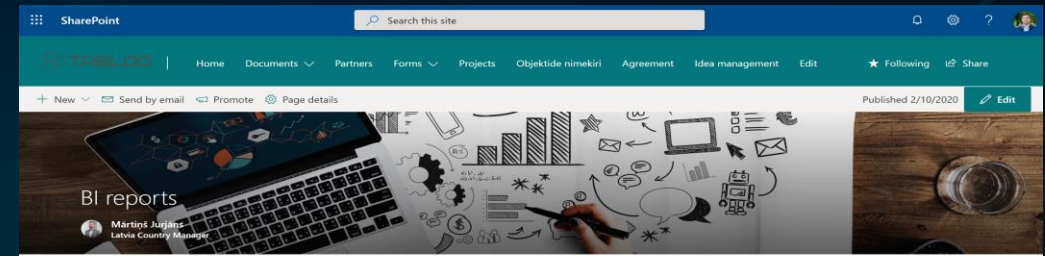 SharePoint
Search this site
?
TABILOO | Home Documents Partners Forms Projects Objektide nimekiri Agreement Idea management Edit Following Share
New Send by email Promote Page details Published 2/10/2020 Edit
BI reports
Mārtiņš Jurjāns
Latvia Country Manager